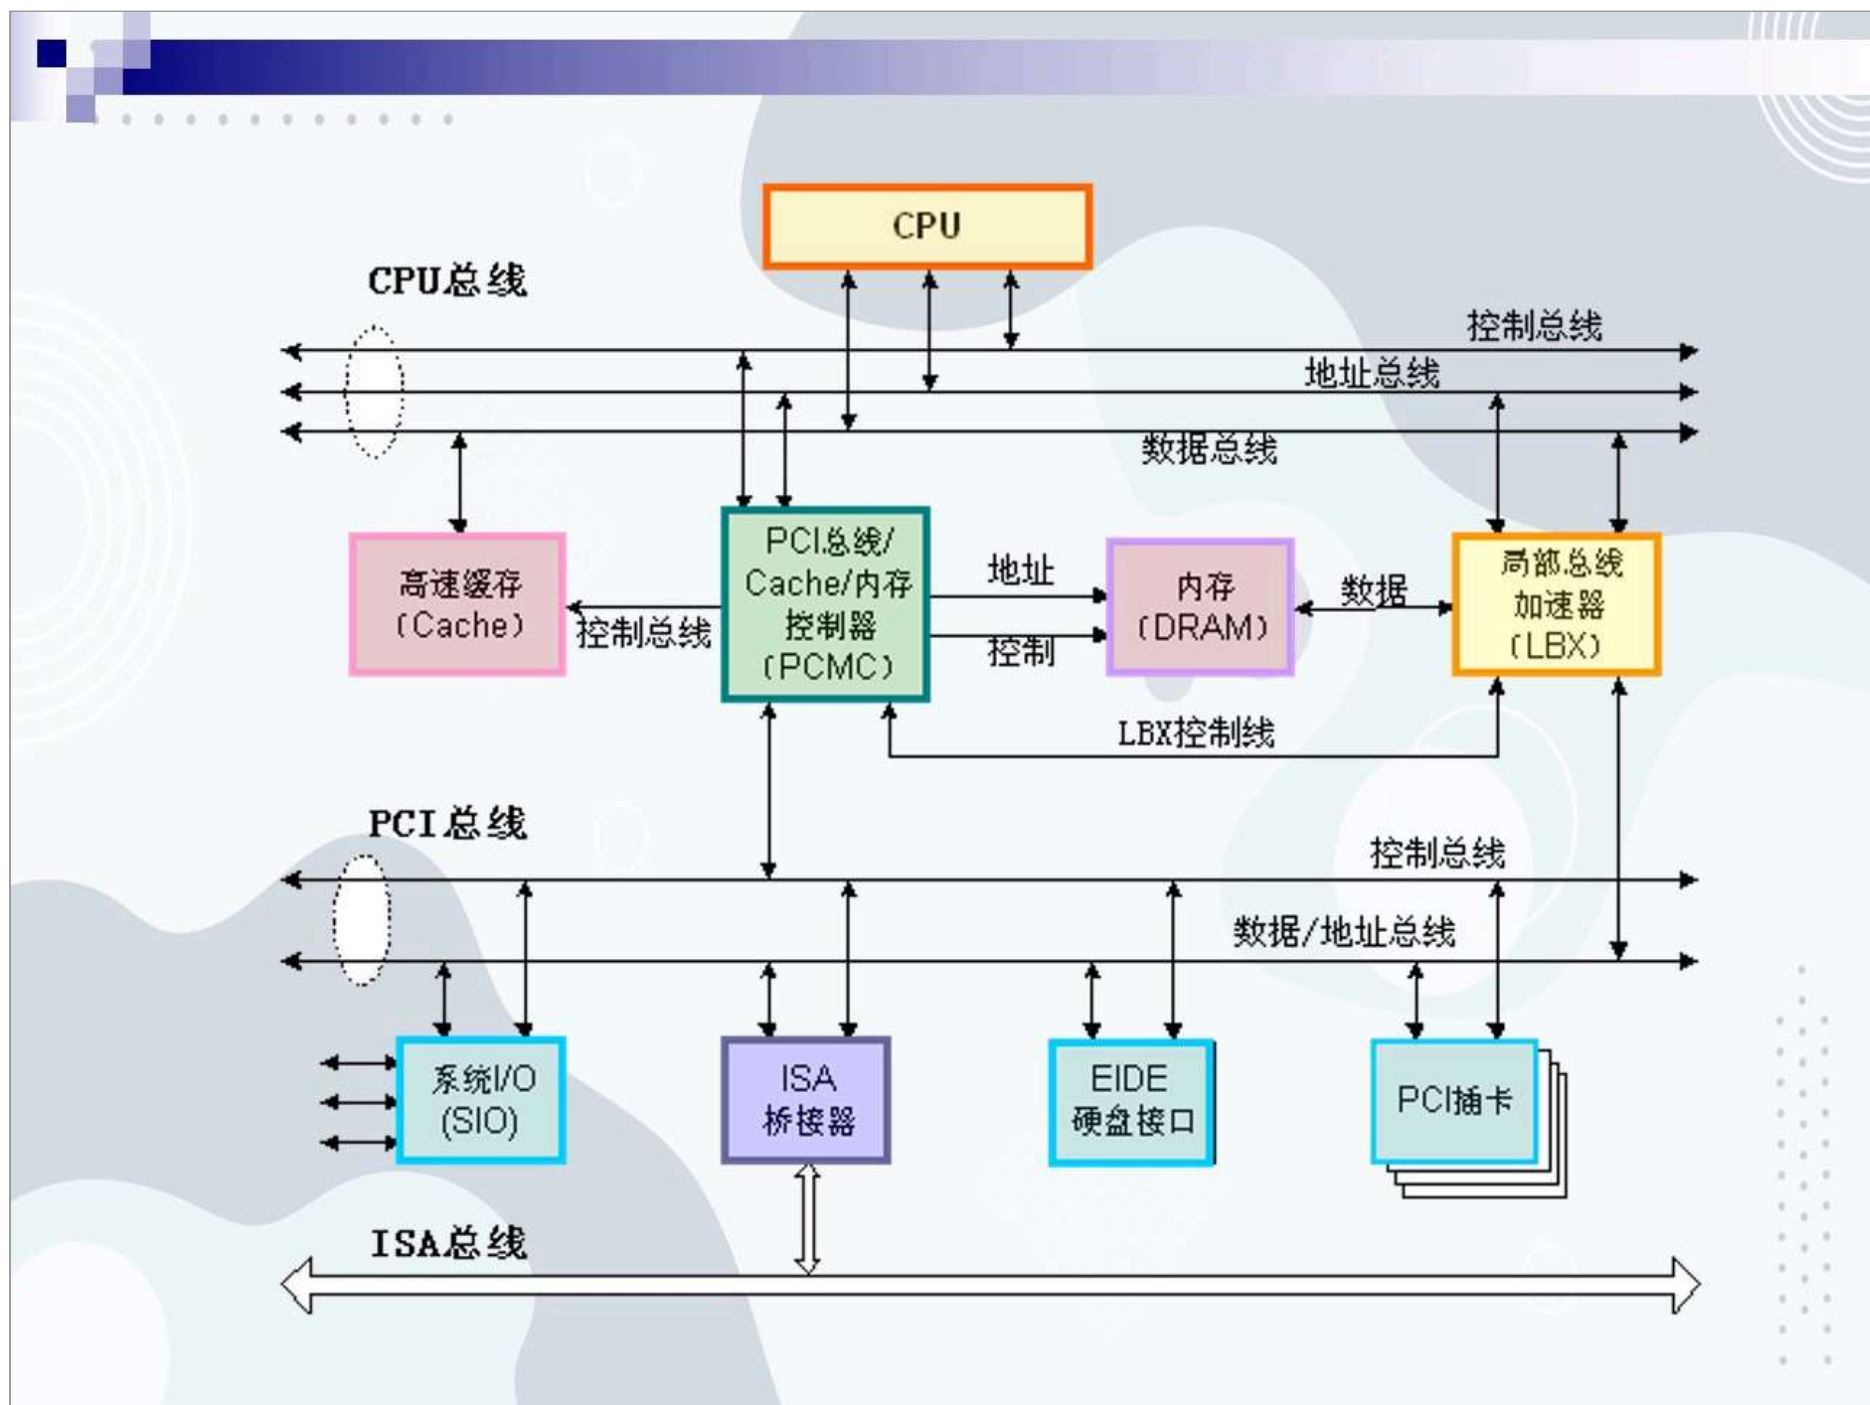 CPU
CPU总线
控制总线
地址总线
数据总线
高速缓存
(Cache)
控制总线
PCI总线/
Cache/内存
控制器
(PCMC)
地址
控制
内存
(DRAM)
数据
局部总线
加速器
(LBX)
LBX控制线
PCI总线
控制总线
数据/地址总线
系统I/O
(SIO)
ISA
桥接器
EIDE
硬盘接口
PCI插卡
ISA总线